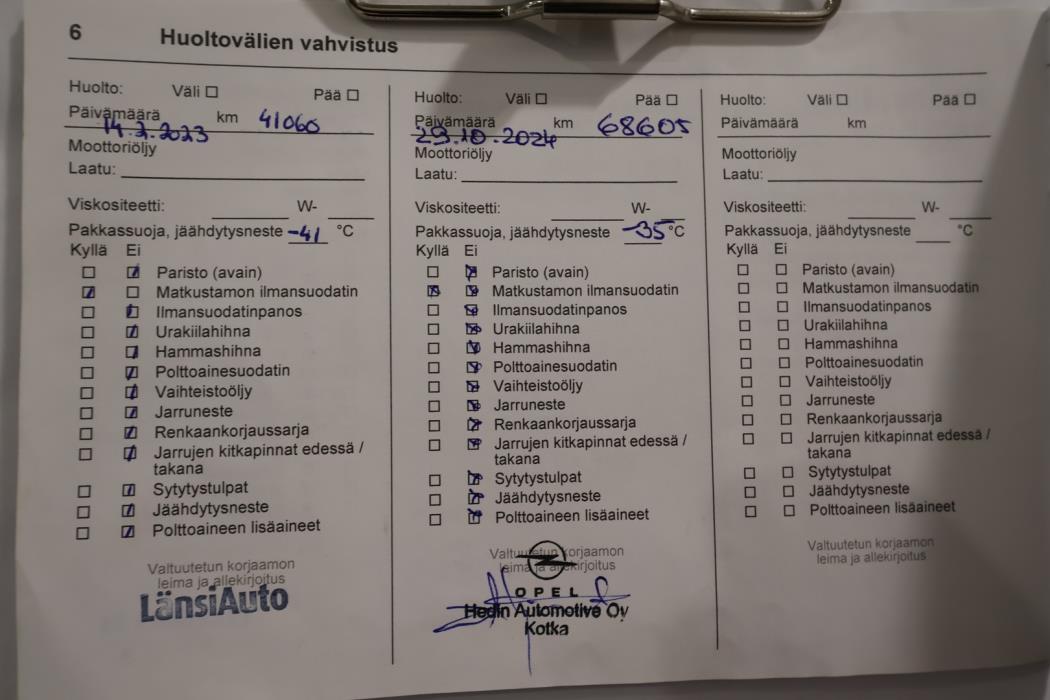 6 Huoltovälien vahvistus
Huolto: Väli Pää
Päivämäärä km 41060
14.2.2023
Moottoriöljy
Laatu:
Viskositeetti: W-
Pakkassuoja, jäähdytysneste -41 °C
Kyllä Ei
Paristo (avain)
Matkustamon ilmansuodatin
Ilmansuodatinpanos
Urakiilahihna
Hammashihna
Polttoainesuodatin
Vaihteistoöljy
Jarruneste
Renkaankorjaussarja
Jarrujen kitkapinnat edessä /
takana
Sytytystulpat
Jäähdytysneste
Polttoaineen lisäaineet
Valtuutetun korjaamon
leima ja allekirjoitus
LänsiAuto
Huolto: Väli Pää
Päivämäärä km 68605
29.10.2024
Moottoriöljy
Laatu:
Viskositeetti: W-
Pakkassuoja, jäähdytysneste -35 °C
Kyllä Ei
Paristo (avain)
Matkustamon ilmansuodatin
Ilmansuodatinpanos
Urakiilahihna
Hammashihna
Polttoainesuodatin
Vaihteistoöljy
Jarruneste
Renkaankorjaussarja
Jarrujen kitkapinnat edessä /
takana
Sytytystulpat
Jäähdytysneste
Polttoaineen lisäaineet
Valtuutetun korjaamon
leima ja allekirjoitus
OPEL
Hedin Automotive Oy
Kotka
Huolto: Väli Pää
Päivämäärä km
Moottoriöljy
Laatu:
Viskositeetti: W-
Pakkassuoja, jäähdytysneste °C
Kyllä Ei
Paristo (avain)
Matkustamon ilmansuodatin
Ilmansuodatinpanos
Urakiilahihna
Hammashihna
Polttoainesuodatin
Vaihteistoöljy
Jarruneste
Renkaankorjaussarja
Jarrujen kitkapinnat edessä /
takana
Sytytystulpat
Jäähdytysneste
Polttoaineen lisäaineet
Valtuutetun korjaamon
leima ja allekirjoitus